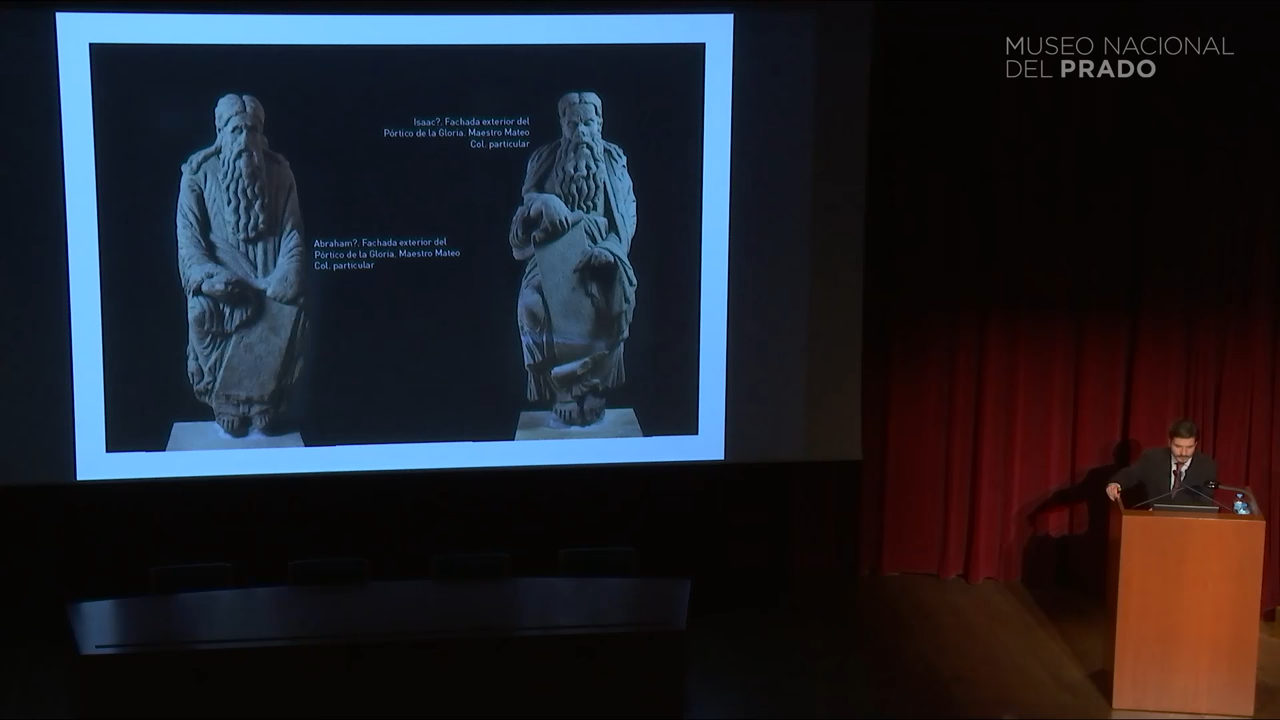 MUSEO NACIONAL
DEL PRADO
Isaac?. Fachada exterior del
Pórtico de la Gloria. Maestro Mateo
Col. particular
Abraham?. Fachada exterior del
Pórtico de la Gloria. Maestro Mateo
Col. particular